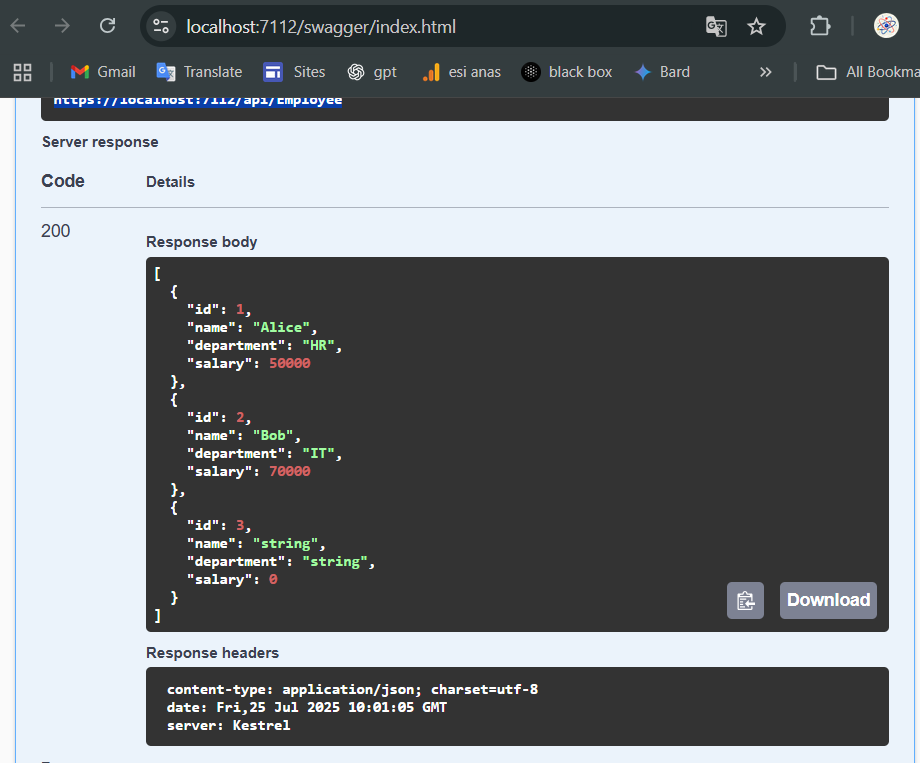 localhost:7112/swagger/index.html
Gmail Translate Sites gpt esi anas black box Bard » All Bookma
https://localhost:7112/api/Employee
Server response
Code Details
200
Response body
[
  {
    "id": 1,
    "name": "Alice",
    "department": "HR",
    "salary": 50000
  },
  {
    "id": 2,
    "name": "Bob",
    "department": "IT",
    "salary": 70000
  },
  {
    "id": 3,
    "name": "string",
    "department": "string",
    "salary": 0
  }
]
Download
Response headers
content-type: application/json; charset=utf-8
date: Fri,25 Jul 2025 10:01:05 GMT
server: Kestrel